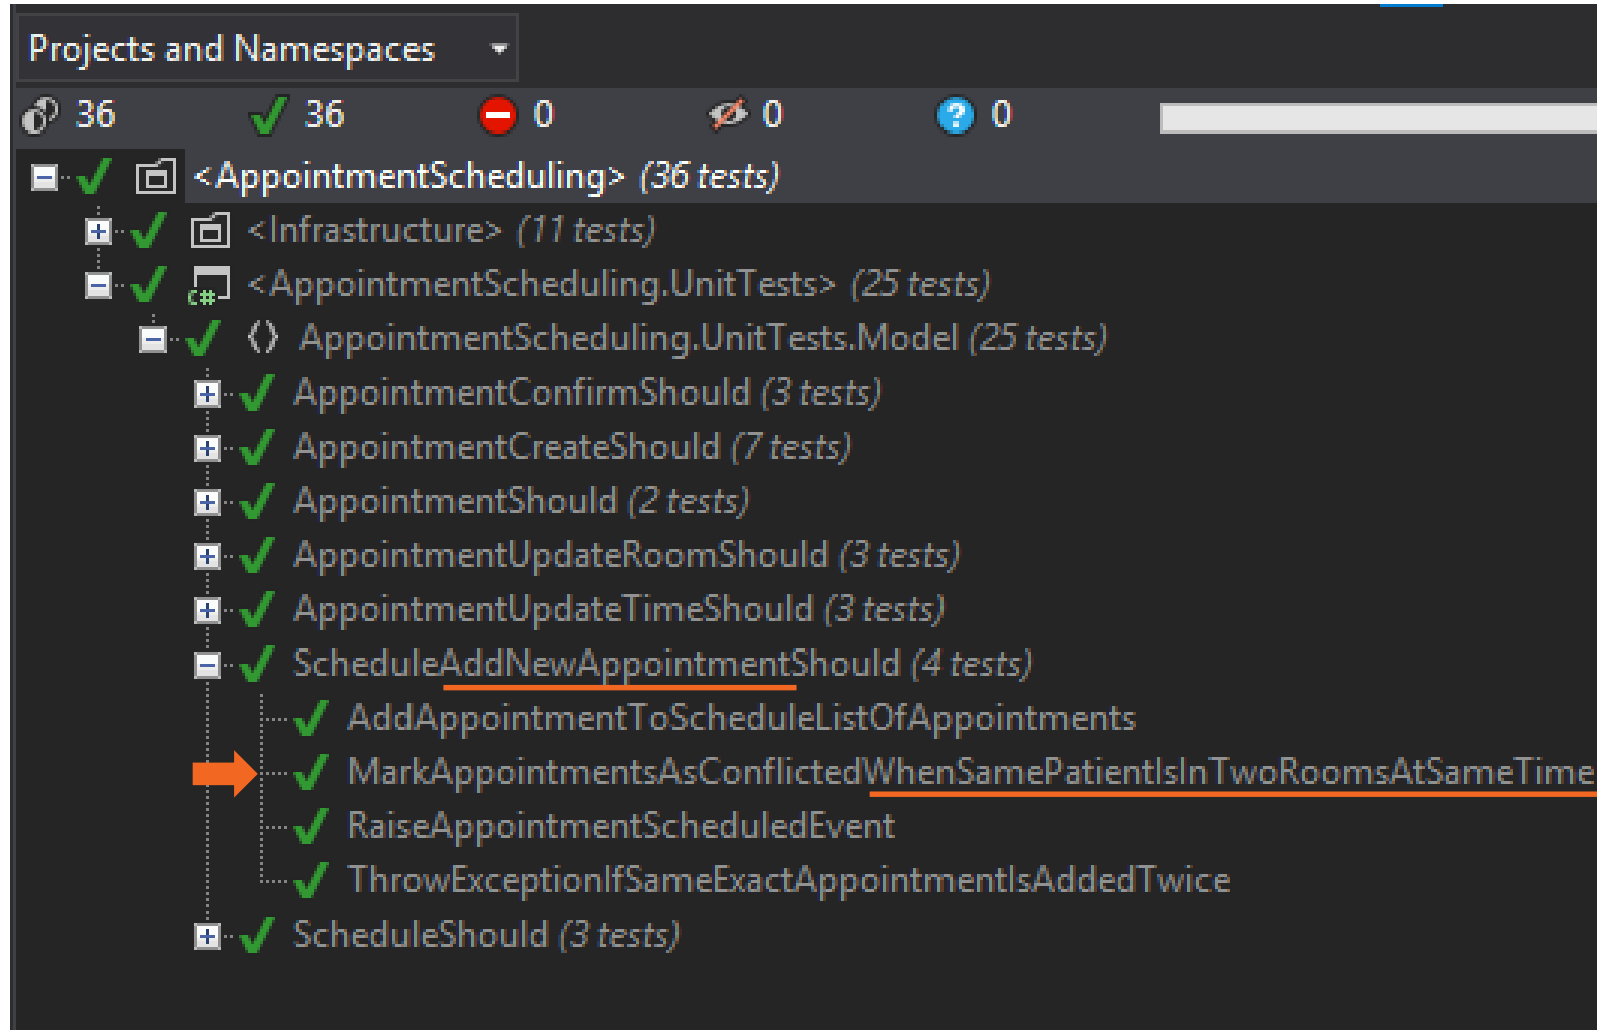 Projects and Namespaces
36 36 0 0 ? 0
<AppointmentScheduling> (36 tests)
<Infrastructure> (11 tests)
C# <AppointmentScheduling.UnitTests> (25 tests)
AppointmentScheduling.UnitTests.Model (25 tests)
AppointmentConfirmShould (3 tests)
AppointmentCreateShould (7 tests)
AppointmentShould (2 tests)
AppointmentUpdateRoomShould (3 tests)
AppointmentUpdateTimeShould (3 tests)
ScheduleAddNewAppointmentShould (4 tests)
AddAppointmentToScheduleListOfAppointments
MarkAppointmentsAsConflictedWhenSamePatientIsInTwoRoomsAtSameTime
RaiseAppointmentScheduledEvent
ThrowExceptionIfSameExactAppointmentIsAddedTwice
ScheduleShould (3 tests)